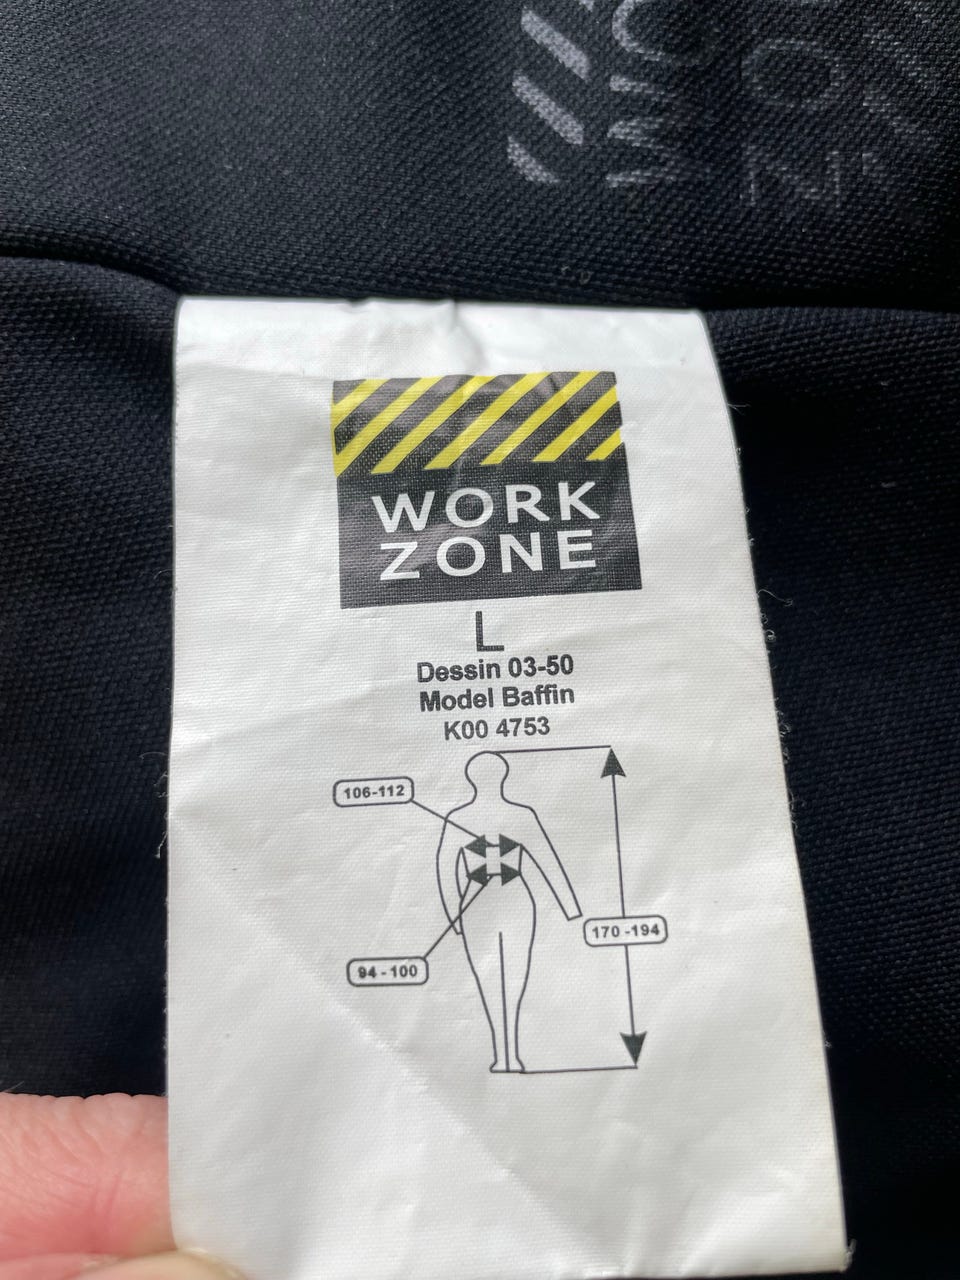 WORK
ZONE
L
Dessin 03-50
Model Baffin
K00 4753
106-112
170 -194
94 - 100